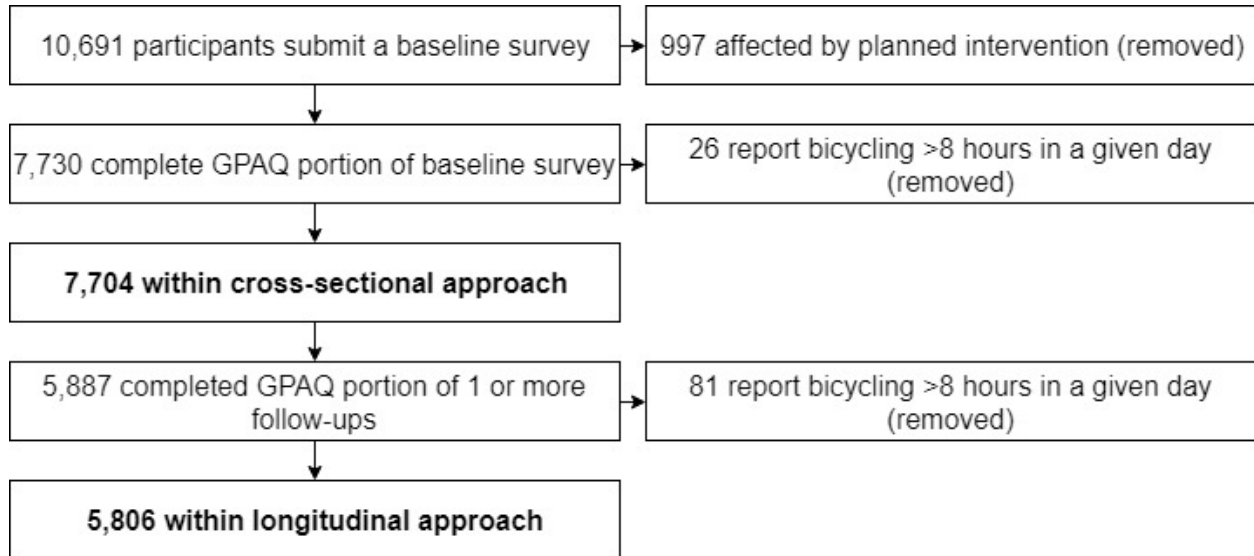 10,691 participants submit a baseline survey
997 affected by planned intervention (removed)
7,730 complete GPAQ portion of baseline survey
26 report bicycling >8 hours in a given day
(removed)
7,704 within cross-sectional approach
5,887 completed GPAQ portion of 1 or more
follow-ups
81 report bicycling >8 hours in a given day
(removed)
5,806 within longitudinal approach